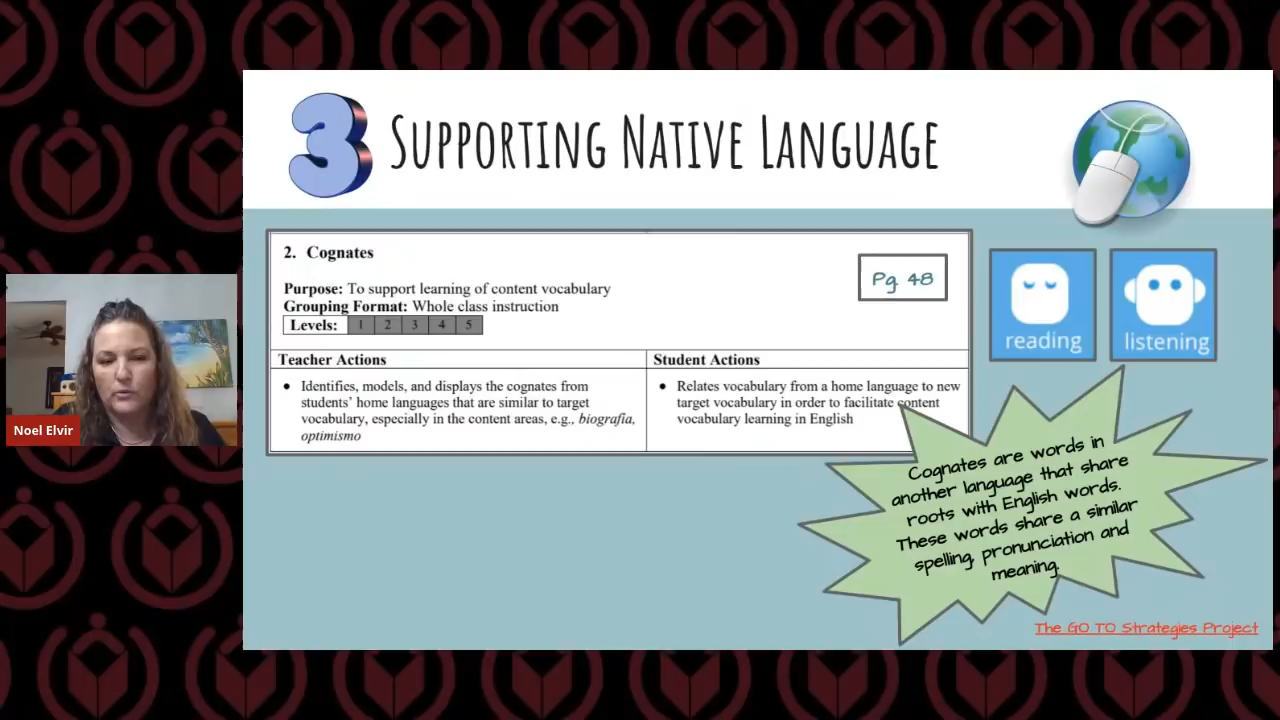 3 Supporting Native Language
2. Cognates
Pg. 48
Purpose: To support learning of content vocabulary
Grouping Format: Whole class instruction
Levels: 1 2 3 4 5
Teacher Actions
Student Actions
• Identifies, models, and displays the cognates from
students' home languages that are similar to target
vocabulary, especially in the content areas, e.g., biografía,
optimismo
• Relates vocabulary from a home language to new
target vocabulary in order to facilitate content
vocabulary learning in English
reading
listening
Cognates are words in
another language that share
roots with English words.
These words share a similar
spelling, pronunciation and
meaning.
The GO TO Strategies Project
Noel Elvir